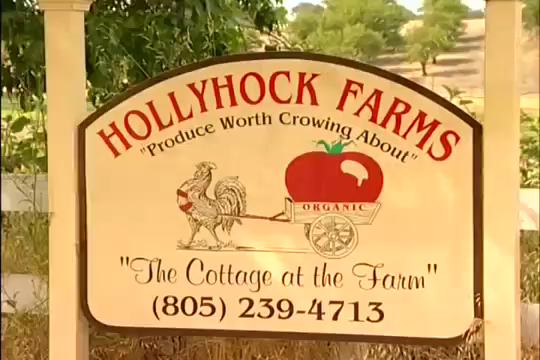 HOLLYHOCK FARMS
"Produce Worth Crowing About"
ORGANIC
"The Cottage at the Farm"
(805) 239-4713